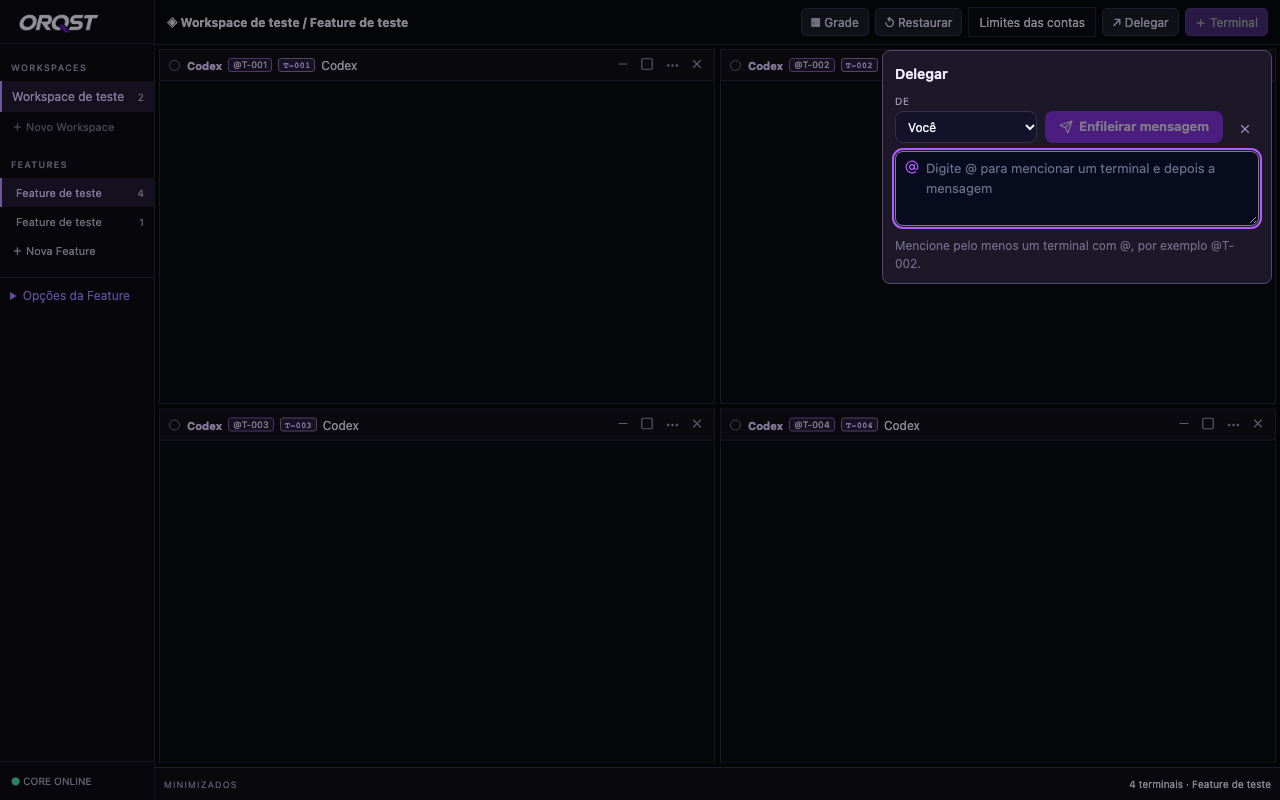 ORQST
◈ Workspace de teste / Feature de teste
▦ Grade
↺ Restaurar
Limites das contas
↗ Delegar
+ Terminal
WORKSPACES
Workspace de teste 2
+ Novo Workspace
FEATURES
Feature de teste 4
Feature de teste 1
+ Nova Feature
▶ Opções da Feature
Codex @T-001 T-001 Codex
Codex @T-002 T-002
Delegar
DE
Você
Enfileirar mensagem
@ Digite @ para mencionar um terminal e depois a
mensagem
Mencione pelo menos um terminal com @, por exemplo @T-
002.
Codex @T-003 T-003 Codex
Codex @T-004 T-004 Codex
CORE ONLINE
MINIMIZADOS
4 terminais · Feature de teste